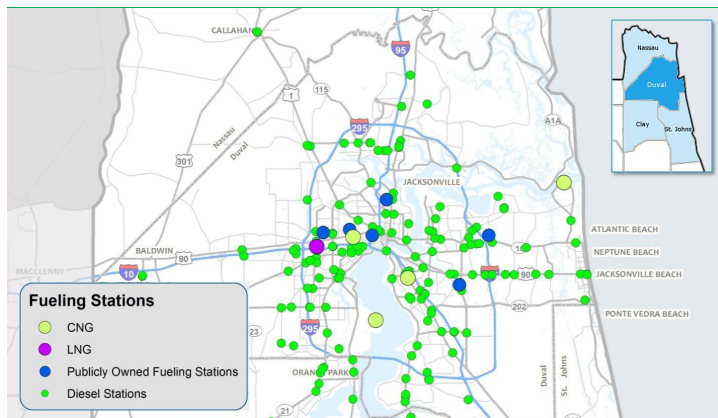 CALLAHAN
95
Nassau
1
115
295
Duval
A1A
Nassau
Duval
Clay
St. Johns
301
JACKSONVILLE
ATLANTIC BEACH
BALDWIN
90
10
NEPTUNE BEACH
MACCLENNY
10
90
JACKSONVILLE BEACH
202
PONTE VEDRA BEACH
Fueling Stations
CNG
LNG
Publicly Owned Fueling Stations
Diesel Stations
23
295
ORANGE PARK
21
Duval
St. Johns